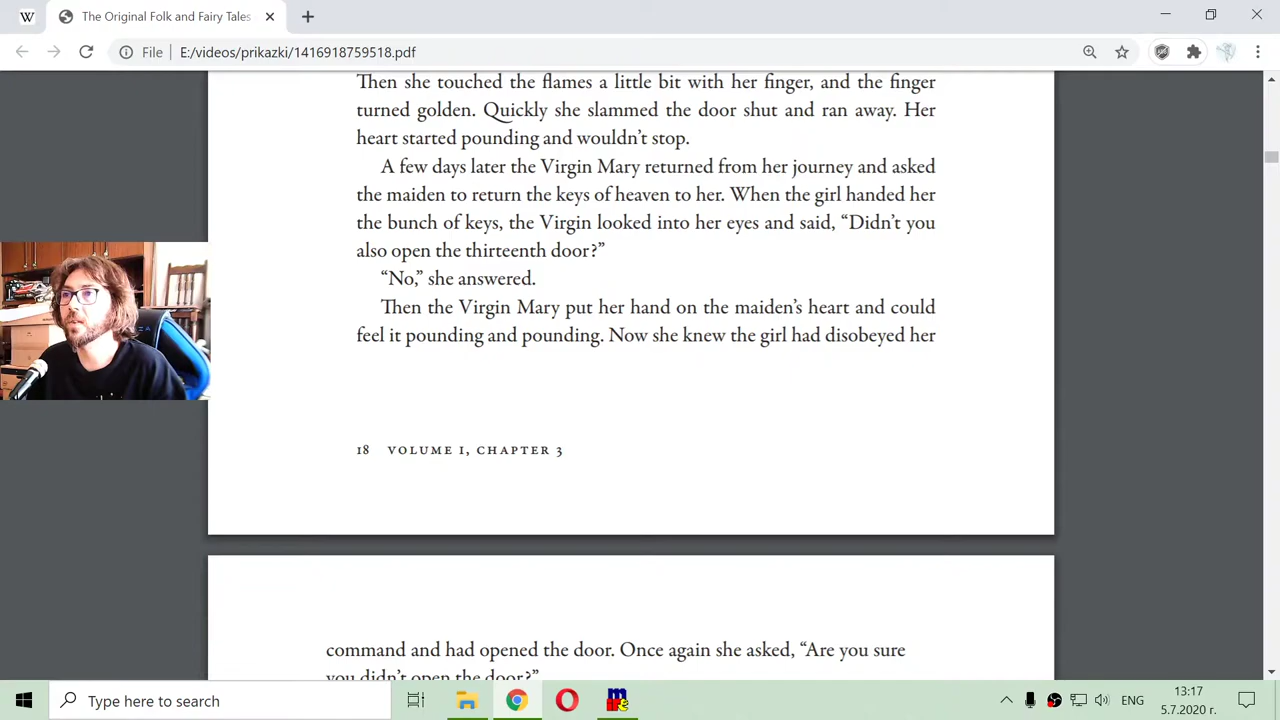 The Original Folk and Fairy Tales
File
E:/videos/prikazki/1416918759518.pdf
Then she touched the flames a little bit with her finger, and the finger
turned golden. Quickly she slammed the door shut and ran away. Her
heart started pounding and wouldn’t stop.
A few days later the Virgin Mary returned from her journey and asked
the maiden to return the keys of heaven to her. When the girl handed her
the bunch of keys, the Virgin looked into her eyes and said, “Didn’t you
also open the thirteenth door?”
“No,” she answered.
Then the Virgin Mary put her hand on the maiden’s heart and could
feel it pounding and pounding. Now she knew the girl had disobeyed her
18 VOLUME I, CHAPTER 3
command and had opened the door. Once again she asked, “Are you sure
you didn’t open the door?”
Type here to search
ЕНГ
13:17
5.7.2020 г.